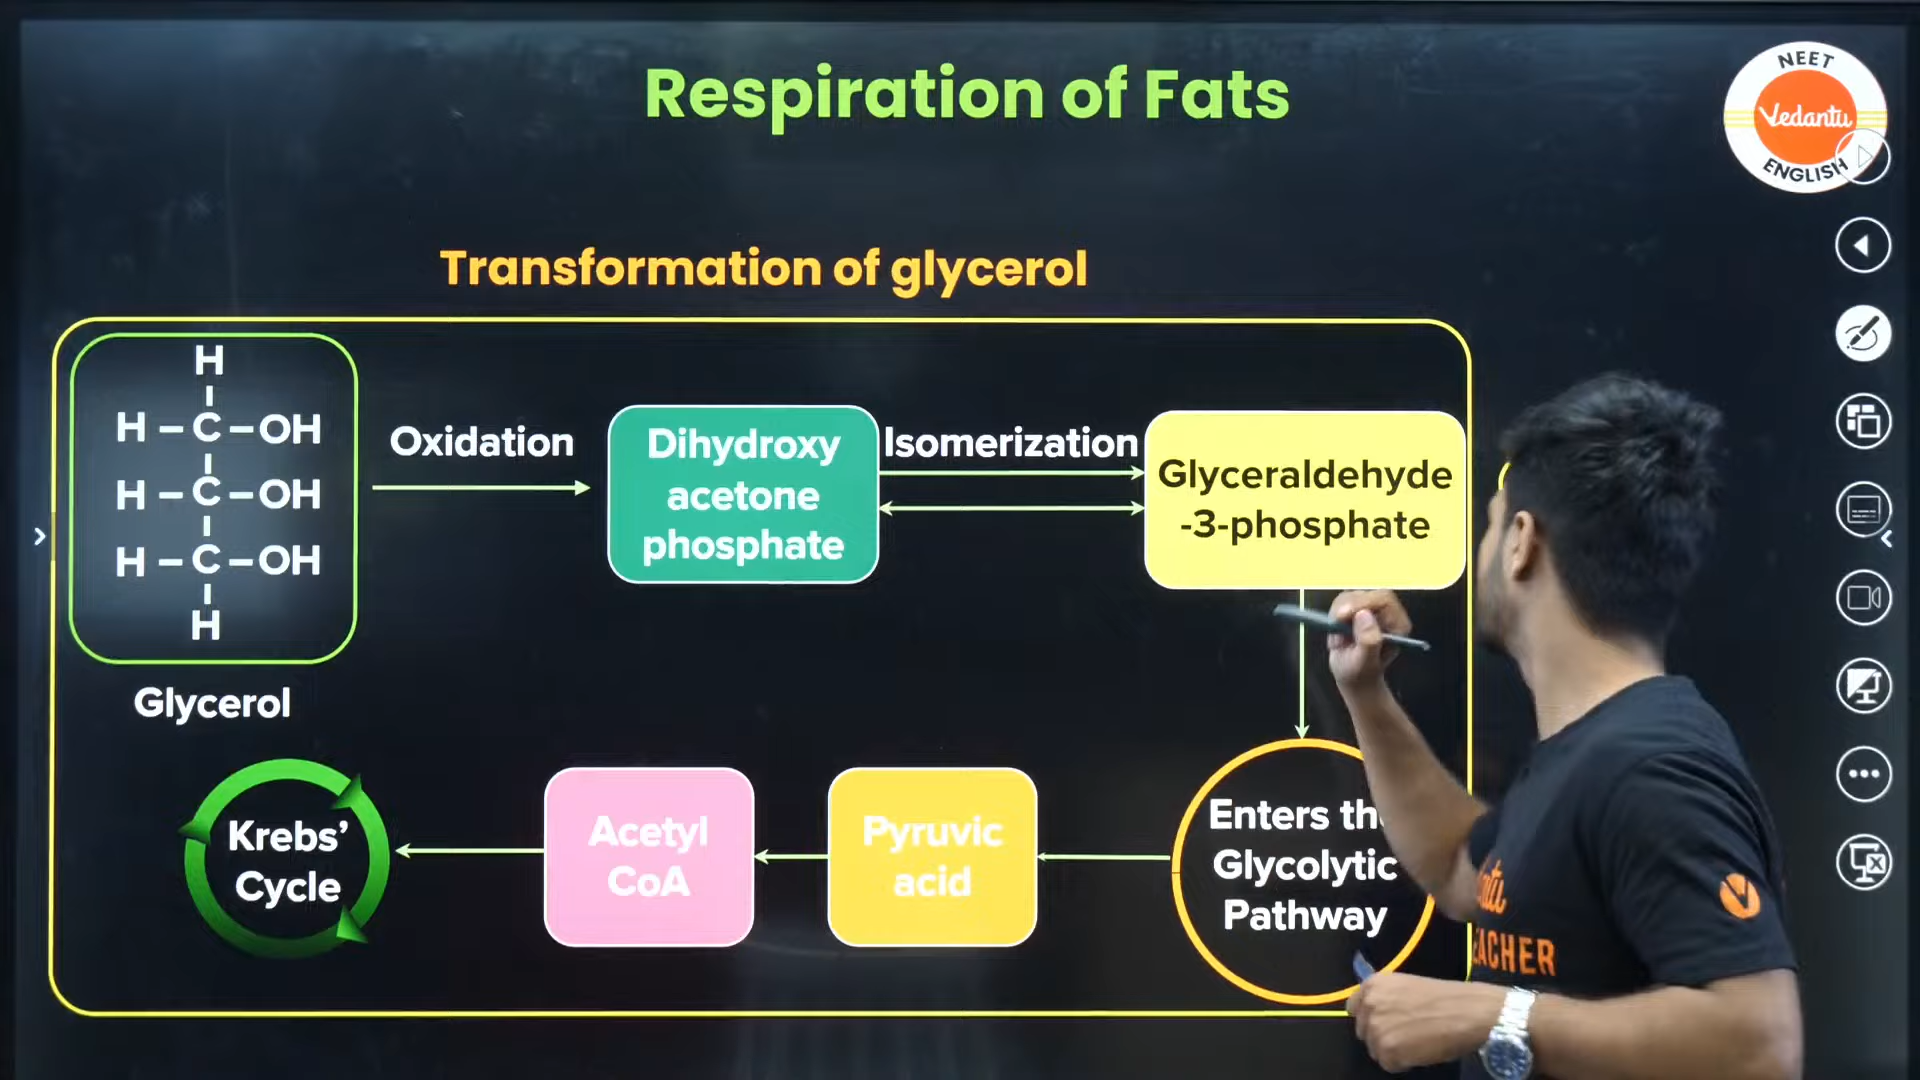 Respiration of Fats
NEET
Vedantu
ENGLISH
Transformation of glycerol
H
H – C – OH
H – C – OH
H – C – OH
H
Glycerol
Oxidation
Dihydroxy
acetone
phosphate
Isomerization
Glyceraldehyde
-3-phosphate
Enters th
Glycolytic
Pathway
Pyruvic
acid
Acetyl
CoA
Krebs’
Cycle
EACHER